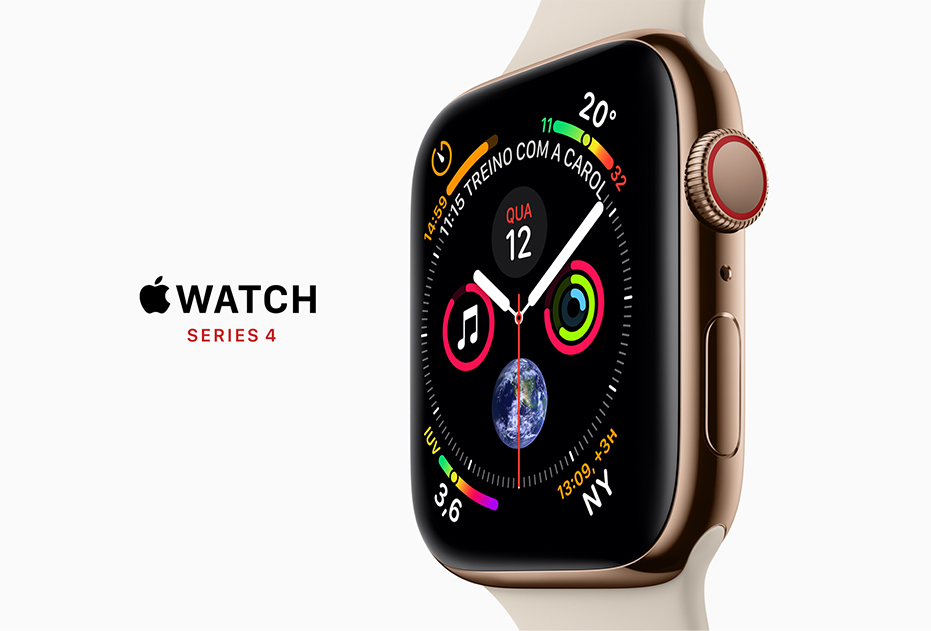 WATCH
SERIES 4
20°
11
32
14:59
11:15 TREINO COM A CAROL
QUA
12
IUV
3,6
13:09, +3H
NY